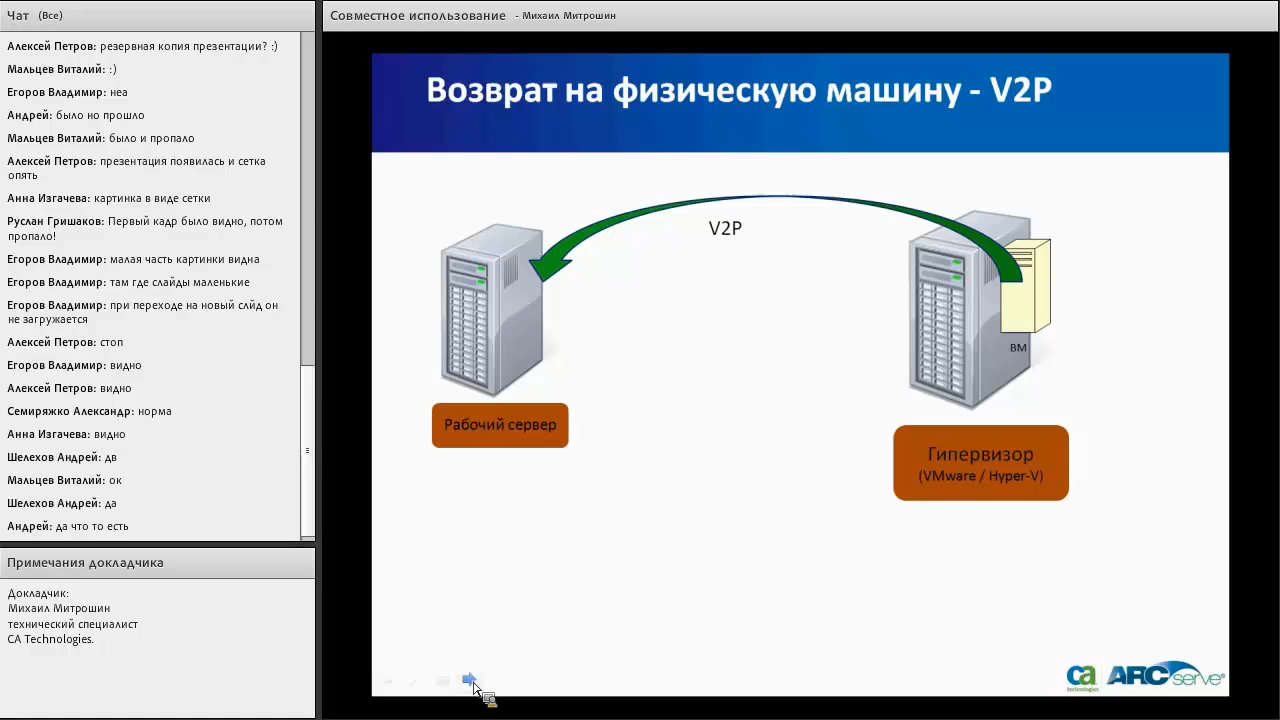 Чат (Все)
Алексей Петров: резервная копия презентации? :)
Мальцев Виталий: :)
Егоров Владимир: неа
Андрей: было но прошло
Мальцев Виталий: было и пропало
Алексей Петров: презентация появилась и сетка
опять
Анна Изгачева: картинка в виде сетки
Руслан Гришаков: Первый кадр было видно, потом
пропало!
Егоров Владимир: малая часть картинки видна
Егоров Владимир: там где слайды маленькие
Егоров Владимир: при переходе на новый слйд он
не загружается
Алексей Петров: стоп
Егоров Владимир: видно
Алексей Петров: видно
Семиряжко Александр: норма
Анна Изгачева: видно
Шелехов Андрей: дв
Мальцев Виталий: ок
Шелехов Андрей: да
Андрей: да что то есть
Примечания докладчика
Докладчик:
Михаил Митрошин
технический специалист
CA Technologies.
Совместное использование - Михаил Митрошин
Возврат на физическую машину - V2P
V2P
ВМ
Рабочий сервер
Гипервизор
(VMware / Hyper-V)
ca technologies ARCserve®